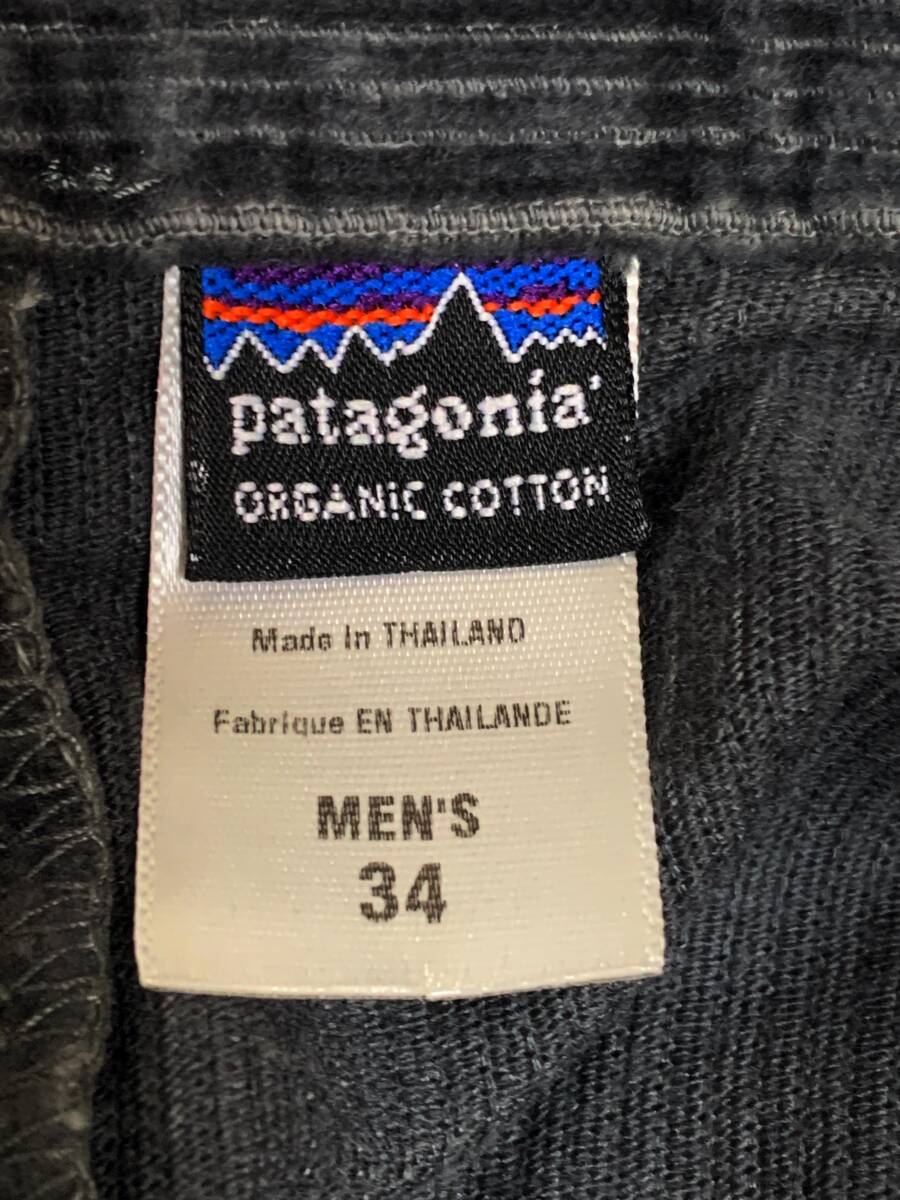 patagonia®
ORGANIC COTTON
Made In THAILAND
Fabrique EN THAILANDE
MEN'S
34